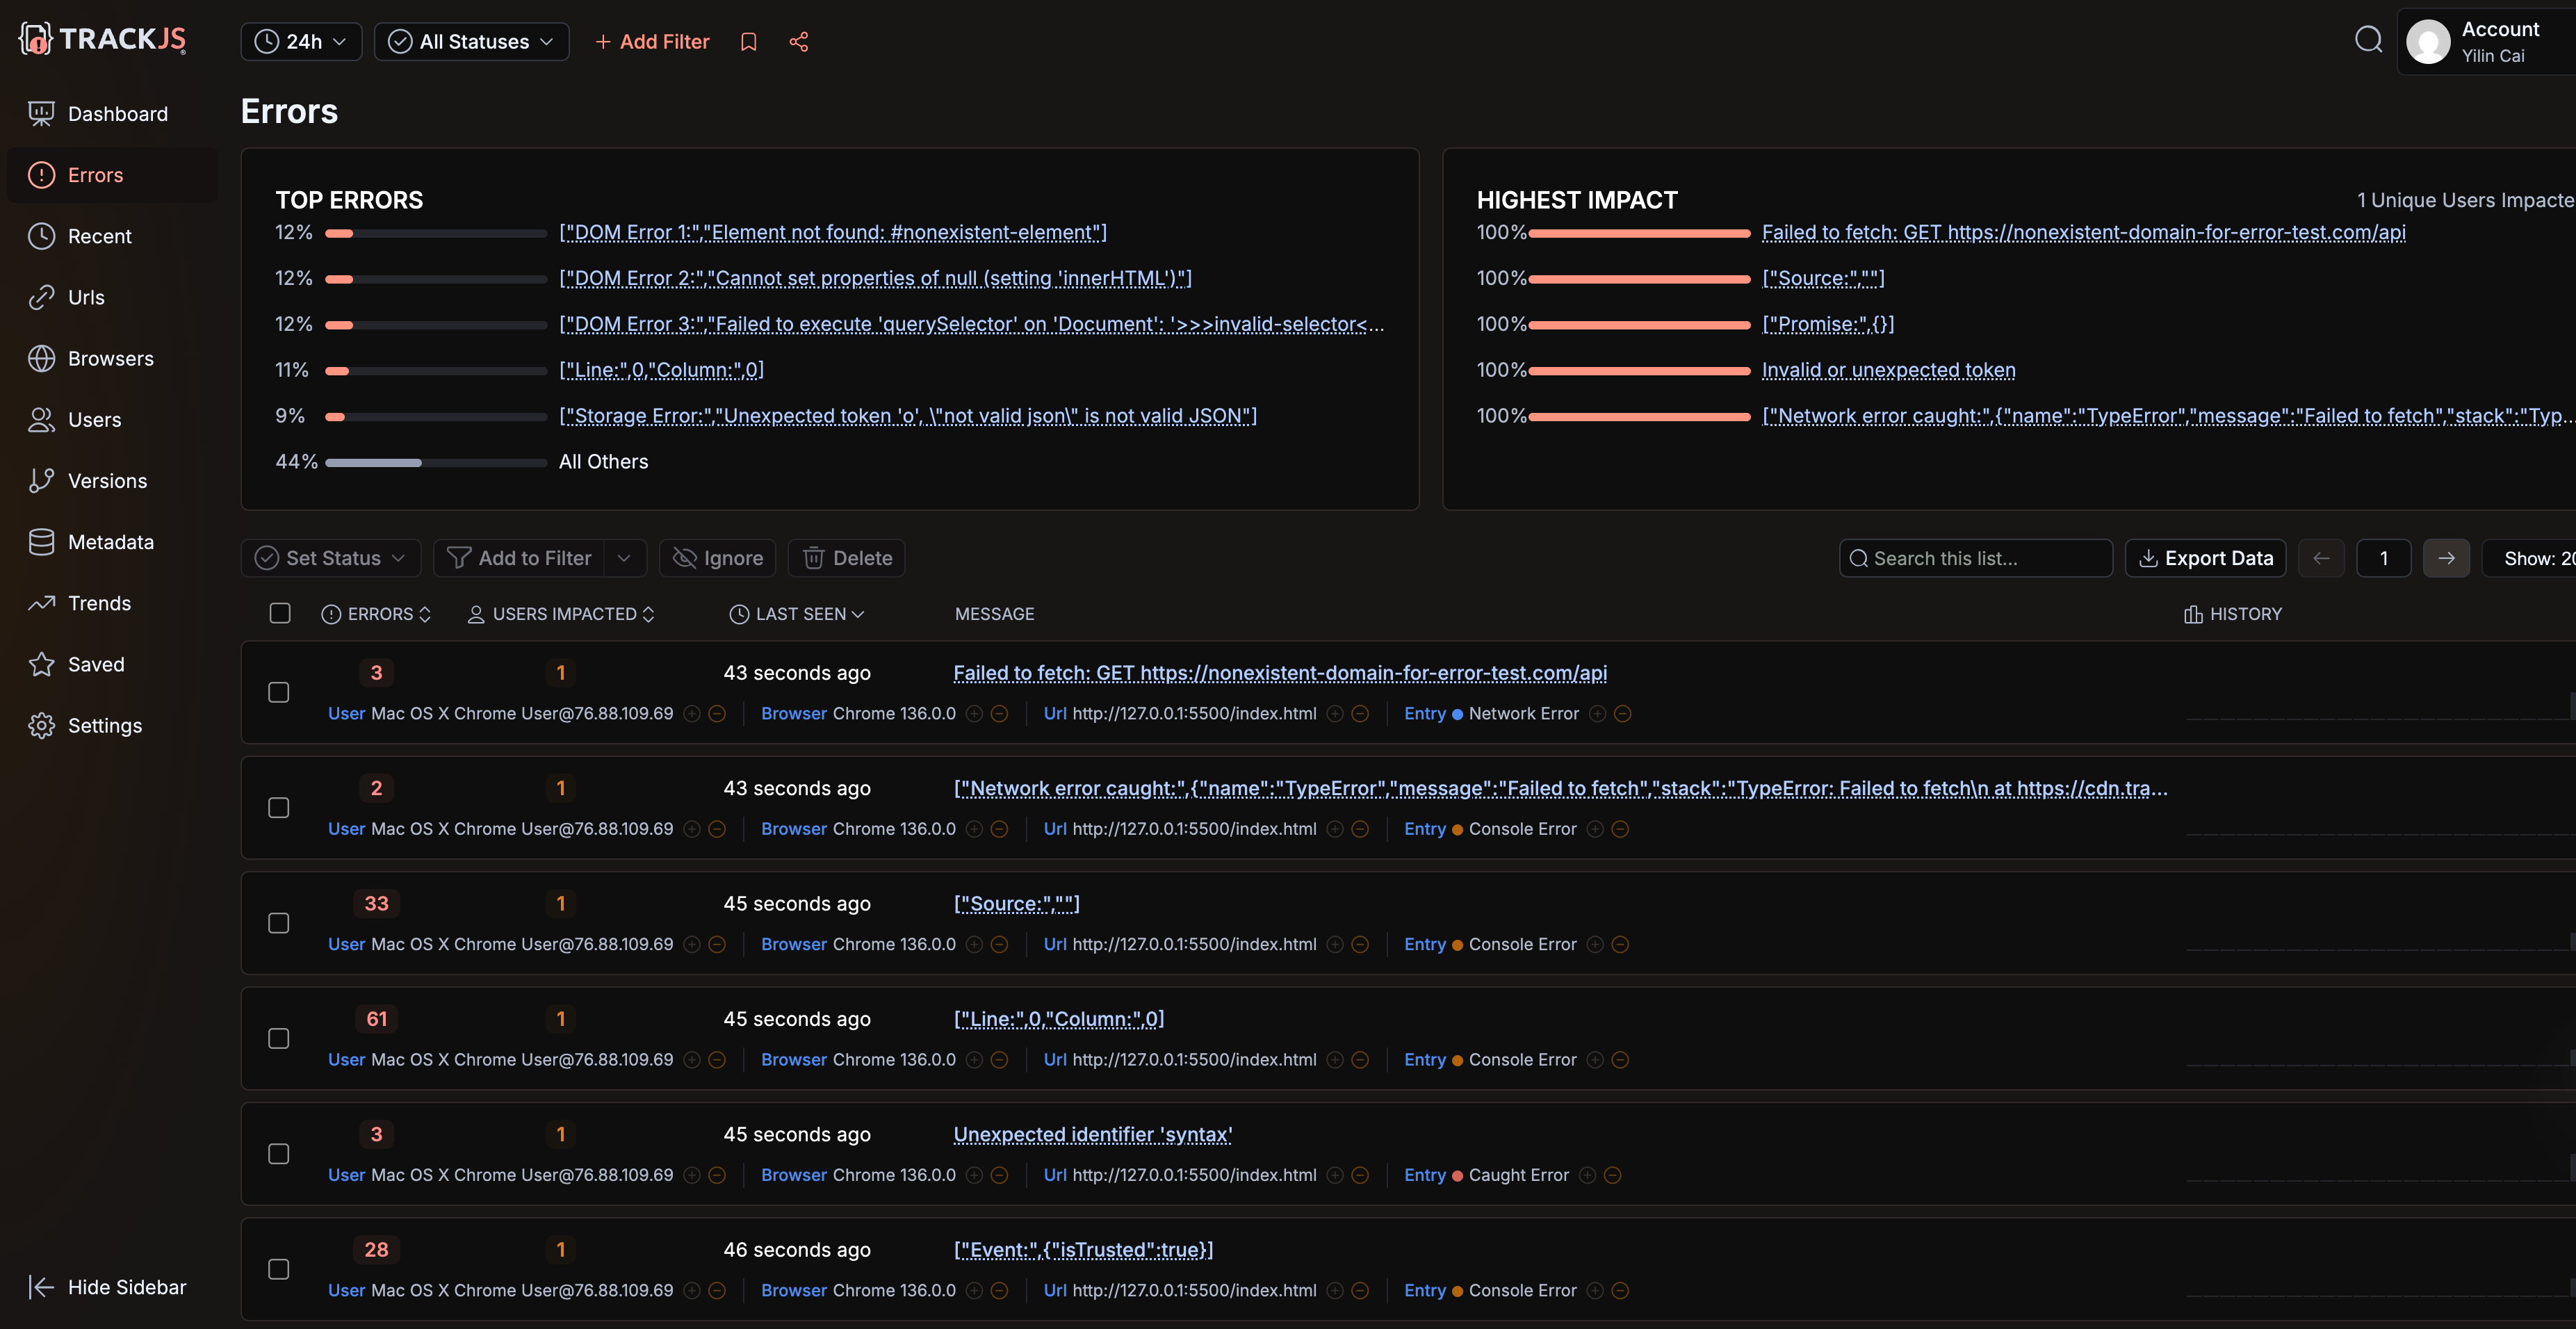 TRACKJS
24h
All Statuses
+ Add Filter
Account
Yilin Cai
Dashboard
Errors
Recent
Urls
Browsers
Users
Versions
Metadata
Trends
Saved
Settings
Hide Sidebar
Errors
TOP ERRORS
12% ["DOM Error 1:","Element not found: #nonexistent-element"]
12% ["DOM Error 2:","Cannot set properties of null (setting 'innerHTML')"]
12% ["DOM Error 3:","Failed to execute 'querySelector' on 'Document': '>>>invalid-selector<...
11% ["Line:",0,"Column:",0]
9% ["Storage Error:","Unexpected token 'o', \"not valid json\" is not valid JSON"]
44% All Others
HIGHEST IMPACT
1 Unique Users Impacte
100% Failed to fetch: GET https://nonexistent-domain-for-error-test.com/api
100% ["Source:",""]
100% ["Promise:",{}]
100% Invalid or unexpected token
100% ["Network error caught:",{"name":"TypeError","message":"Failed to fetch","stack":"Typ...
Set Status
Add to Filter
Ignore
Delete
Search this list...
Export Data
1
Show: 20
ERRORS USERS IMPACTED LAST SEEN MESSAGE HISTORY
3 1 43 seconds ago Failed to fetch: GET https://nonexistent-domain-for-error-test.com/api
User Mac OS X Chrome User@76.88.109.69 Browser Chrome 136.0.0 Url http://127.0.0.1:5500/index.html Entry Network Error
2 1 43 seconds ago ["Network error caught:",{"name":"TypeError","message":"Failed to fetch","stack":"TypeError: Failed to fetch\n at https://cdn.tra...
User Mac OS X Chrome User@76.88.109.69 Browser Chrome 136.0.0 Url http://127.0.0.1:5500/index.html Entry Console Error
33 1 45 seconds ago ["Source:",""]
User Mac OS X Chrome User@76.88.109.69 Browser Chrome 136.0.0 Url http://127.0.0.1:5500/index.html Entry Console Error
61 1 45 seconds ago ["Line:",0,"Column:",0]
User Mac OS X Chrome User@76.88.109.69 Browser Chrome 136.0.0 Url http://127.0.0.1:5500/index.html Entry Console Error
3 1 45 seconds ago Unexpected identifier 'syntax'
User Mac OS X Chrome User@76.88.109.69 Browser Chrome 136.0.0 Url http://127.0.0.1:5500/index.html Entry Caught Error
28 1 46 seconds ago ["Event:",{"isTrusted":true}]
User Mac OS X Chrome User@76.88.109.69 Browser Chrome 136.0.0 Url http://127.0.0.1:5500/index.html Entry Console Error